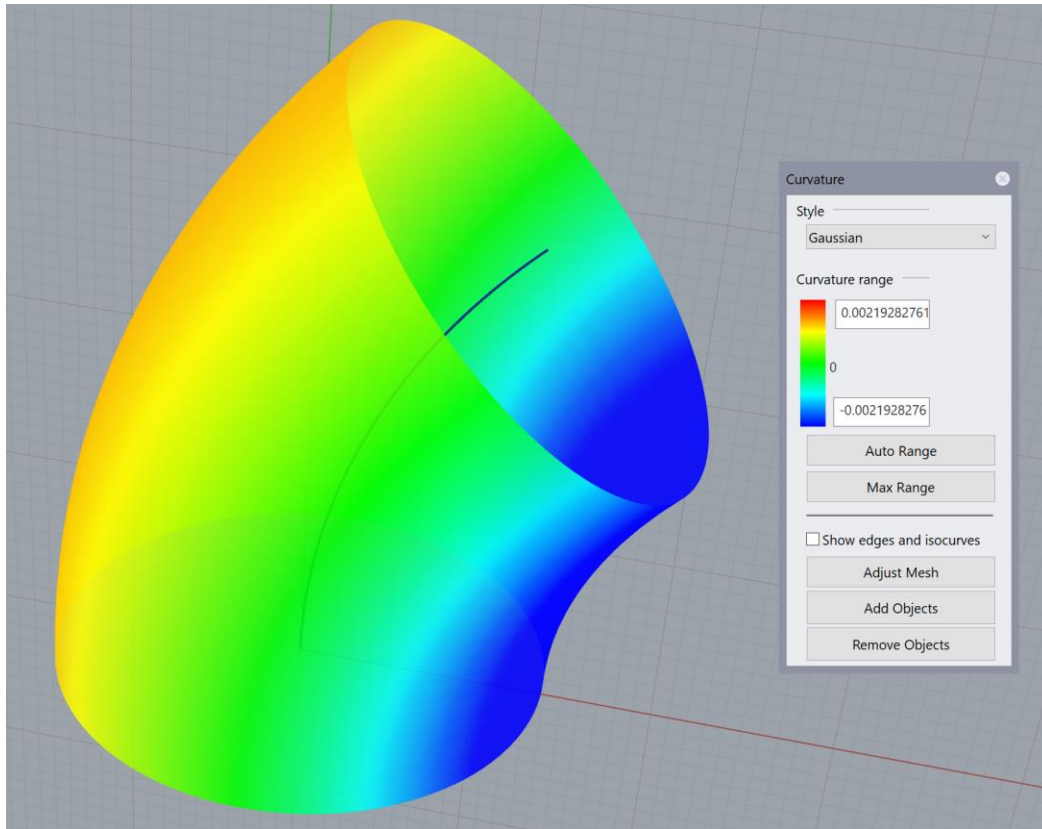 Curvature
Style
Gaussian
Curvature range
0.00219282761
0
-0.0021928276
Auto Range
Max Range
Show edges and isocurves
Adjust Mesh
Add Objects
Remove Objects